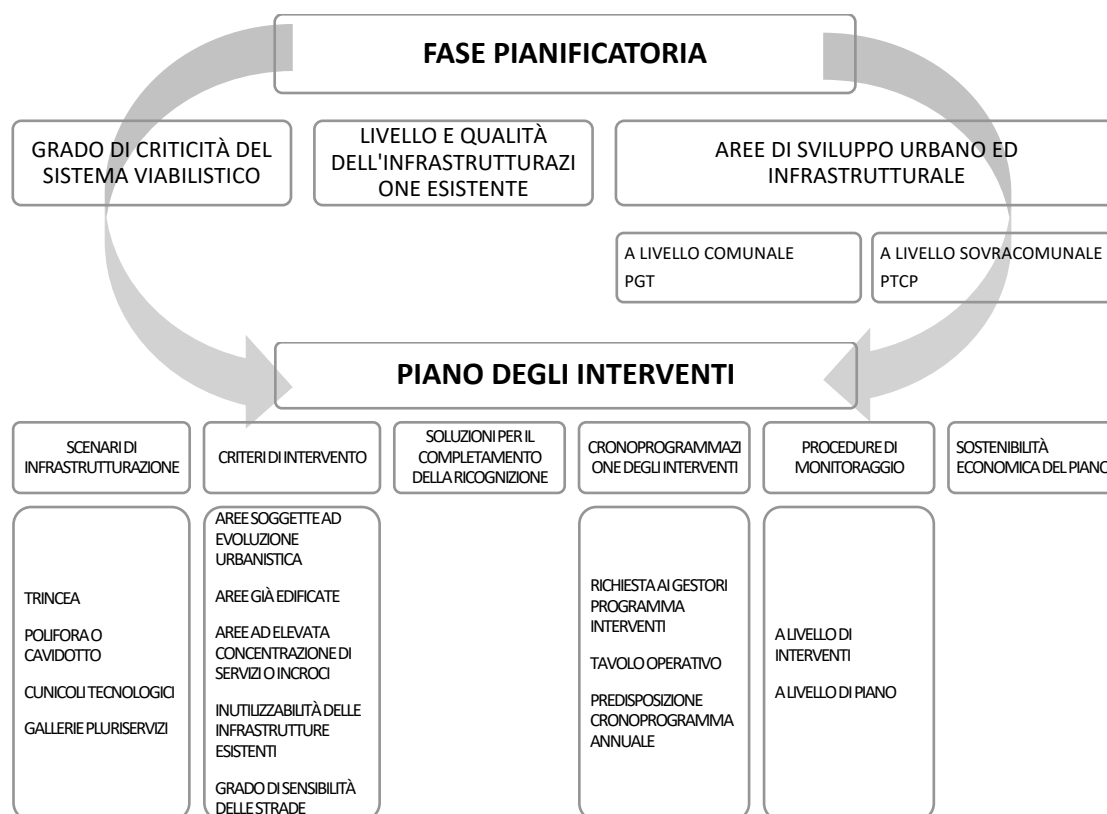 FASE PIANIFICATORIA
GRADO DI CRITICITÀ DEL
SISTEMA VIABILISTICO
LIVELLO E QUALITÀ
DELL'INFRASTRUTTURAZI
ONE ESISTENTE
AREE DI SVILUPPO URBANO ED
INFRASTRUTTURALE
A LIVELLO COMUNALE
PGT
A LIVELLO SOVRACOMUNALE
PTCP
PIANO DEGLI INTERVENTI
SCENARI DI
INFRASTRUTTURAZIONE
CRITERI DI INTERVENTO
SOLUZIONI PER IL
COMPLETAMENTO
DELLA RICOGNIZIONE
CRONOPROGRAMMAZI
ONE DEGLI INTERVENTI
PROCEDURE DI
MONITORAGGIO
SOSTENIBILITÀ
ECONOMICA DEL PIANO
TRINCEA
POLIFORA O
CAVIDOTTO
CUNICOLI TECNOLOGICI
GALLERIE PLURISERVIZI
AREE SOGGETTE AD
EVOLUZIONE
URBANISTICA
AREE GIÀ EDIFICATE
AREE AD ELEVATA
CONCENTRAZIONE DI
SERVIZI O INCROCI
INUTILIZZABILITÀ DELLE
INFRASTRUTTURE
ESISTENTI
GRADO DI SENSIBILITÀ
DELLE STRADE
RICHIESTA AI GESTORI
PROGRAMMA
INTERVENTI
TAVOLO OPERATIVO
PREDISPOSIZIONE
CRONOPROGRAMMA
ANNUALE
A LIVELLO DI
INTERVENTI
A LIVELLO DI PIANO